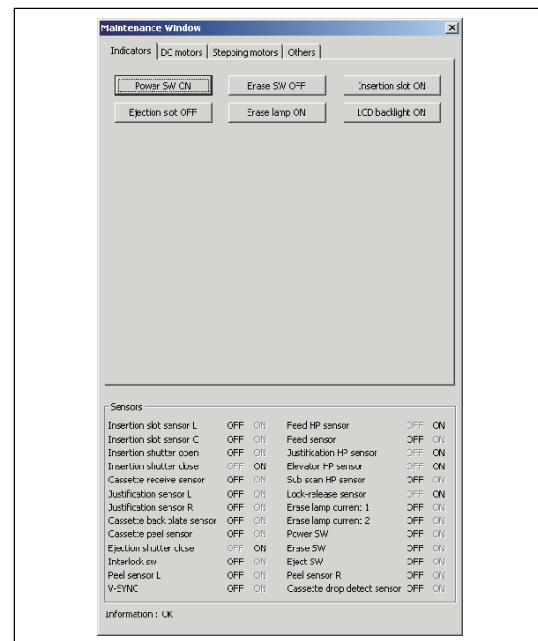 Maintenance Window
Indicators DC motors Stepping motors Others
Power SW ON Erase SW OFF Insertion slot ON
Ejection slot OFF Erase lamp ON LCD backlight ON
Sensors
Insertion slot sensor L OFF ON Feed HP sensor OFF ON
Insertion slot sensor C OFF ON Feed sensor OFF ON
Insertion shutter open OFF ON Justification HP sensor OFF ON
Insertion shutter close OFF ON Elevator HP sensor OFF ON
Cassette receive sensor OFF ON Sub scan HP sensor OFF ON
Justification sensor L OFF ON Lock-release sensor OFF ON
Justification sensor R OFF ON Erase lamp current 1 OFF ON
Cassette back plate sensor OFF ON Erase lamp current 2 OFF ON
Cassette peel sensor OFF ON Power SW OFF ON
Ejection shutter close OFF ON Erase SW OFF ON
Interlock sw OFF ON Eject SW OFF ON
Peel sensor L OFF ON Peel sensor R OFF ON
V-SYNC OFF ON Cassette drop detect sensor OFF ON
Information : OK